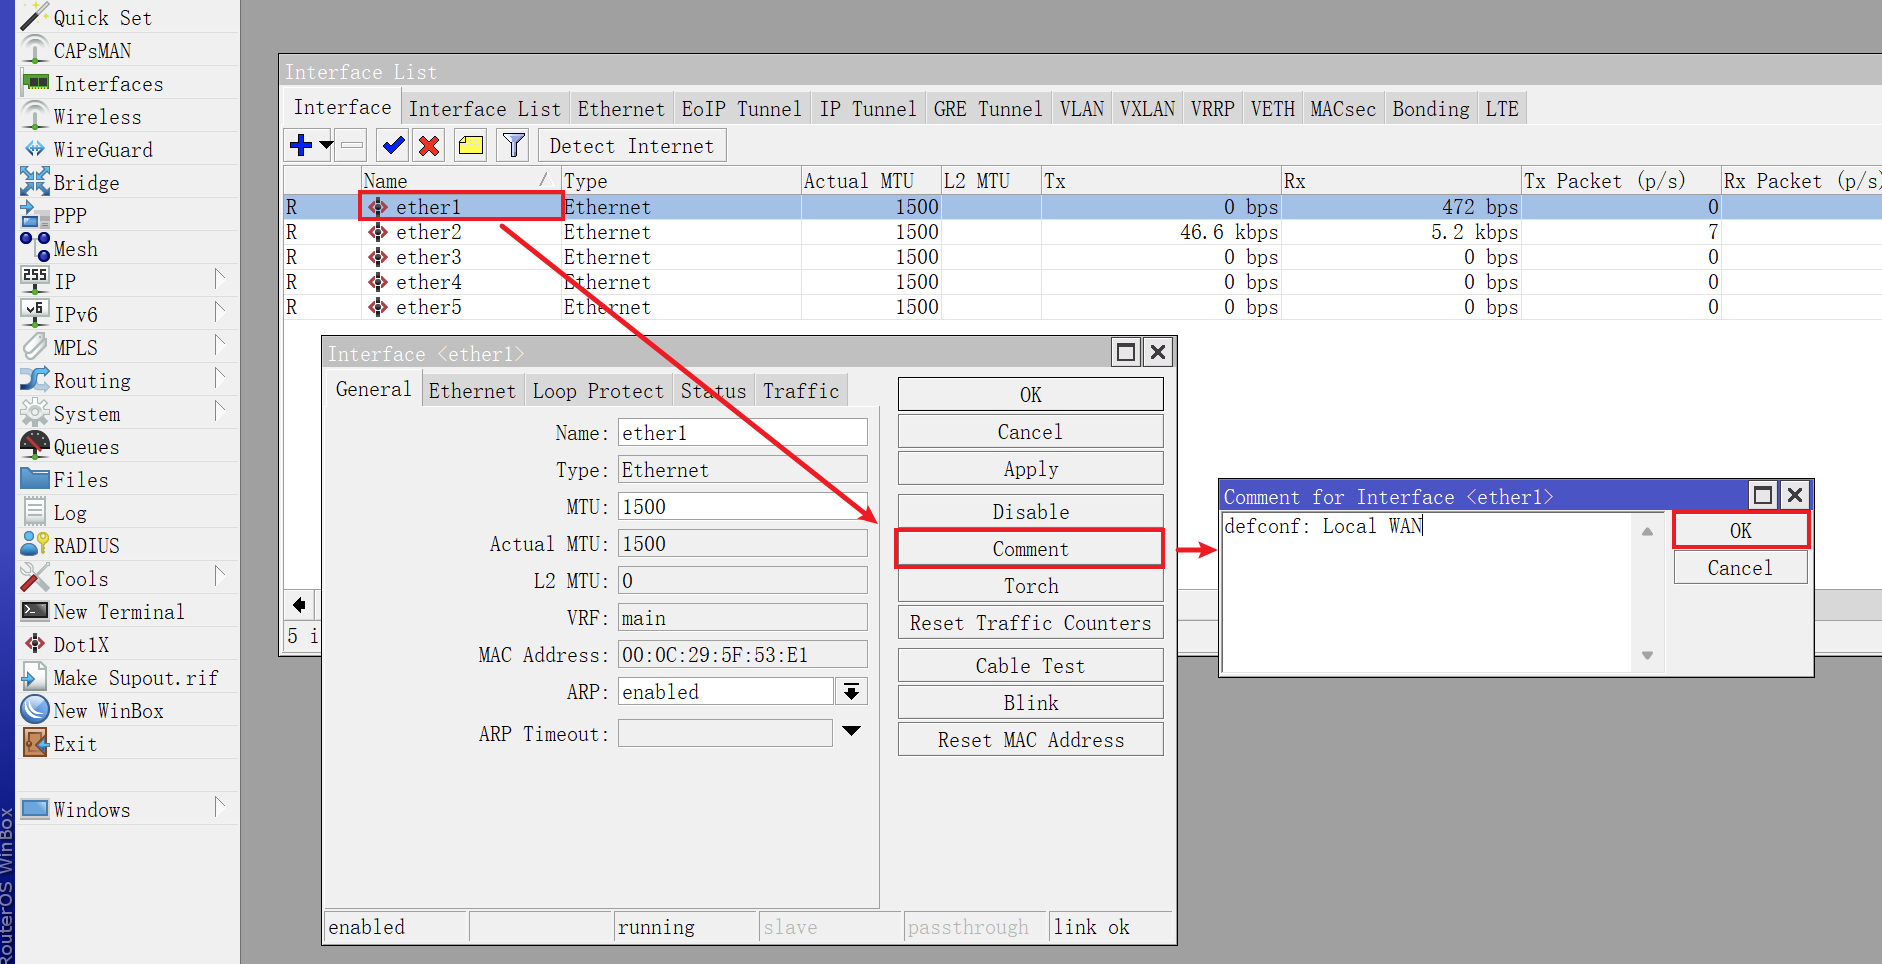 Quick Set
CAPsMAN
Interfaces
Wireless
WireGuard
Bridge
PPP
Mesh
255 IP
v6 IPv6
MPLS
Routing
System
Queues
Files
Log
RADIUS
Tools
New Terminal
Dot1X
Make Supout.rif
New WinBox
Exit
Windows
RouterOS WinBox
Interface List
Interface Interface List Ethernet EoIP Tunnel IP Tunnel GRE Tunnel VLAN VXLAN VRRP VETH MACsec Bonding LTE
Detect Internet
Name Type Actual MTU L2 MTU Tx Rx Tx Packet (p/s) Rx Packet (p/s)
R ether1 Ethernet 1500 0 bps 472 bps 0
R ether2 Ethernet 1500 46.6 kbps 5.2 kbps 7
R ether3 Ethernet 1500 0 bps 0 bps 0
R ether4 Ethernet 1500 0 bps 0 bps 0
R ether5 Ethernet 1500 0 bps 0 bps 0
5 i
Interface <ether1>
General Ethernet Loop Protect Status Traffic
Name: ether1
Type: Ethernet
MTU: 1500
Actual MTU: 1500
L2 MTU: 0
VRF: main
MAC Address: 00:0C:29:5F:53:E1
ARP: enabled
ARP Timeout:
OK
Cancel
Apply
Disable
Comment
Torch
Reset Traffic Counters
Cable Test
Blink
Reset MAC Address
enabled running slave passthrough link ok
Comment for Interface <ether1>
defconf: Local WAN
OK
Cancel